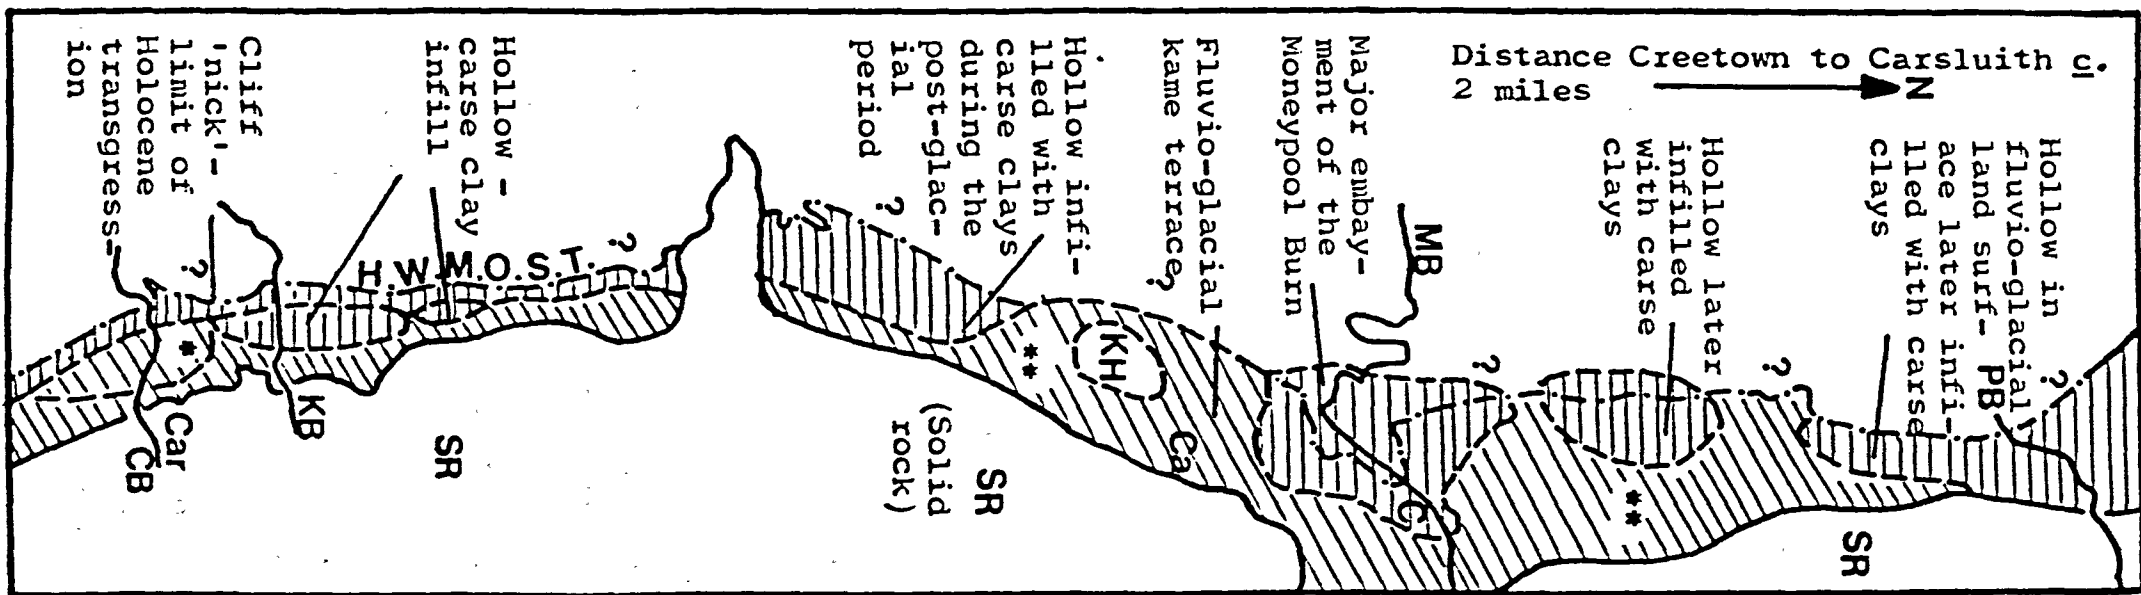 Distance Creetown to Carsluith c.
2 miles
N
Hollow in
fluvio-glacial
land surf-
ace later infi-
lled with carse
clays
PB
?
Hollow later
infilled
with carse
clays
?
?
MB
Major embay-
ment of the
Moneypool Burn
Fluvio-glacial
kame terrace
?
Hollow infi-
lled with
carse clays
during the
post-glac-
ial
period
?
Hollow -
carse clay
infill
?
H.W.M.O.S.T.
Cliff
'nick'-
limit of
Holocene
transgress-
ion
?
*
Car
CB
KB
SR
SR
(Solid
rock)
**
KH
Ca
**
SR